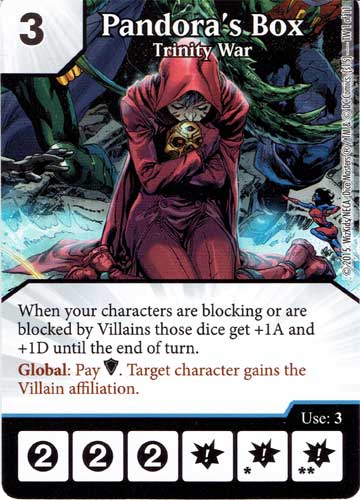 3
Pandora's Box
Trinity War
When your characters are blocking or are
blocked by Villains those dice get +1A and
+1D until the end of turn.
Global: Pay . Target character gains the
Villain affiliation.
Use: 3
2 2 2 ! ! !
* **